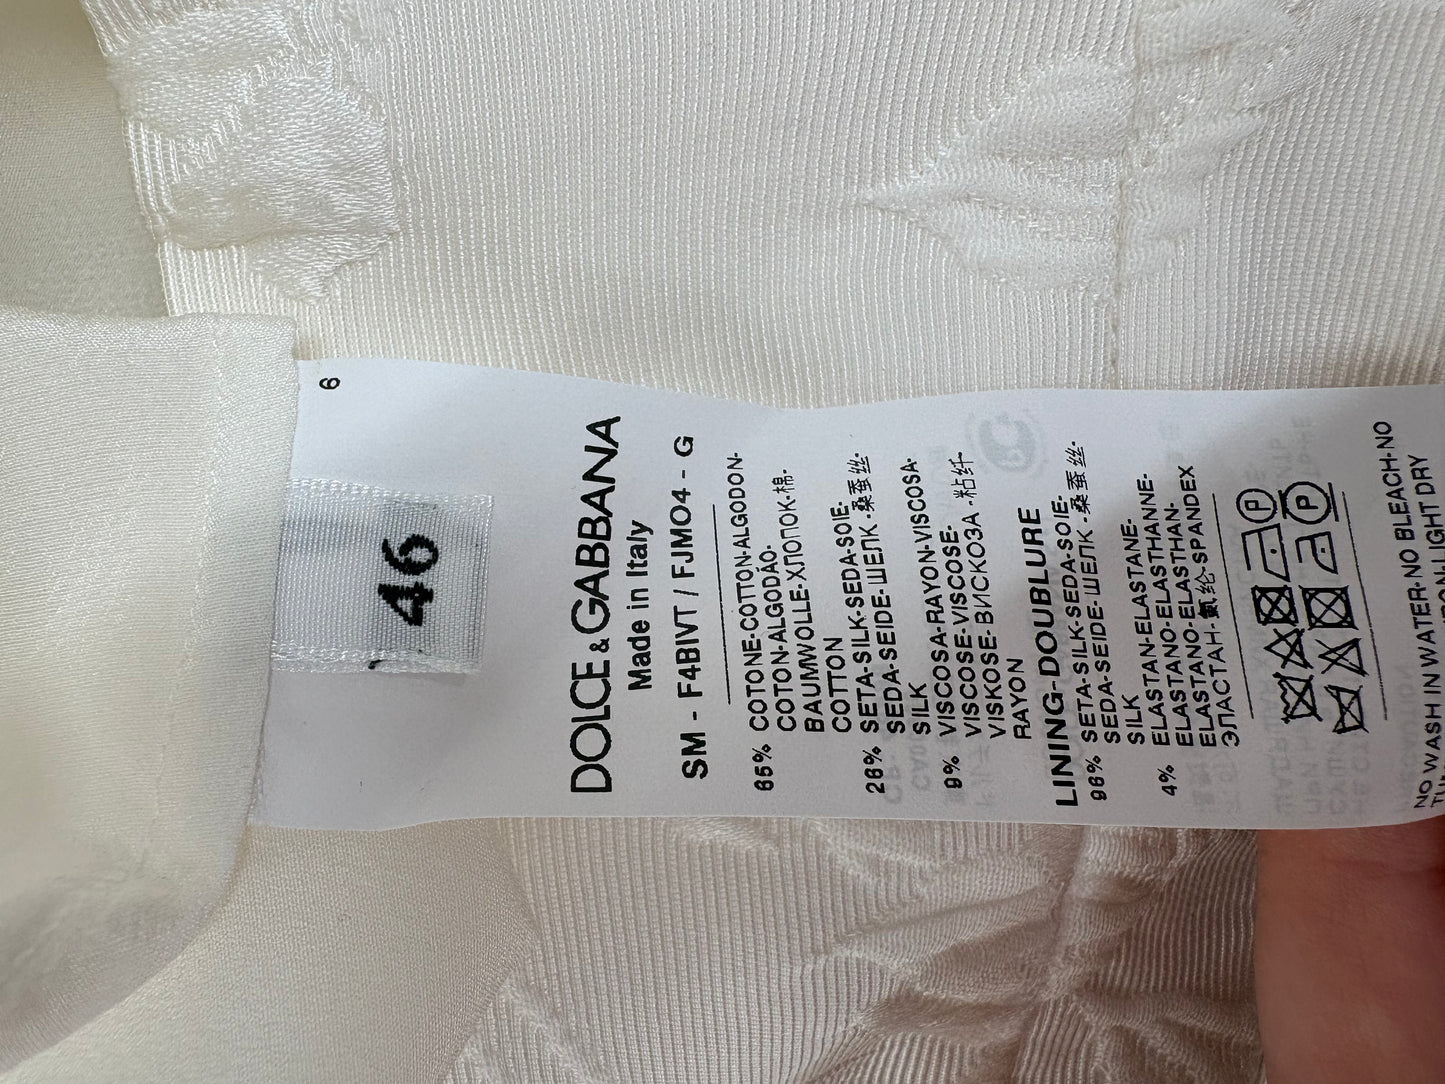 6
46
DOLCE & GABBANA
Made in Italy
SM - F4BIVT / FJMO4 - G
65% COTONE-COTTON-ALGODON-
COTON-ALGODÃO-
BAUMWOLLE-ХЛОПОК-棉-
COTTON
26% SETA-SILK-SEDA-SOIE-
SEDA-SEIDE-ШЕЛК-桑蚕丝-
SILK
9% VISCOSA-RAYON-VISCOSA-
VISCOSE-VISCOSE-
VISKOSE-ВИСКОЗА-粘纤-
RAYON
LINING-DOUBLURE
96% SETA-SILK-SEDA-SOIE-
SEDA-SEIDE-ШЕЛК-桑蚕丝-
SILK
4% ELASTAN-ELASTANE-
ELASTANO-ELASTHANNE-
ELASTANO-ELASTHAN-
ЭЛАСТАН-氨纶-SPANDEX
P
P
NO WASH IN WATER-NO BLEACH-NO
IRON LIGHT DRY